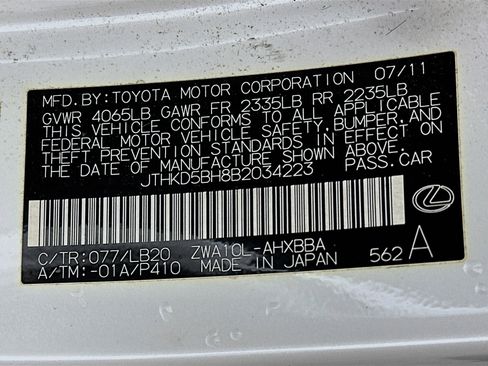 MFD.BY:TOYOTA MOTOR CORPORATION 07/11
GVWR 4065LB GAWR FR 2335LB RR 2235LB
THIS VEHICLE CONFORMS TO ALL APPLICABLE
FEDERAL MOTOR VEHICLE SAFETY,BUMPER,AND
THEFT PREVENTION STANDARDS IN EFFECT ON
THE DATE OF MANUFACTURE SHOWN ABOVE.
JTHKD5BH8B2034223 PASS.CAR
C/TR:077/LB20 ZWA10L-AHXBBA
A/TM:-01A/P410 MADE IN JAPAN 562 A